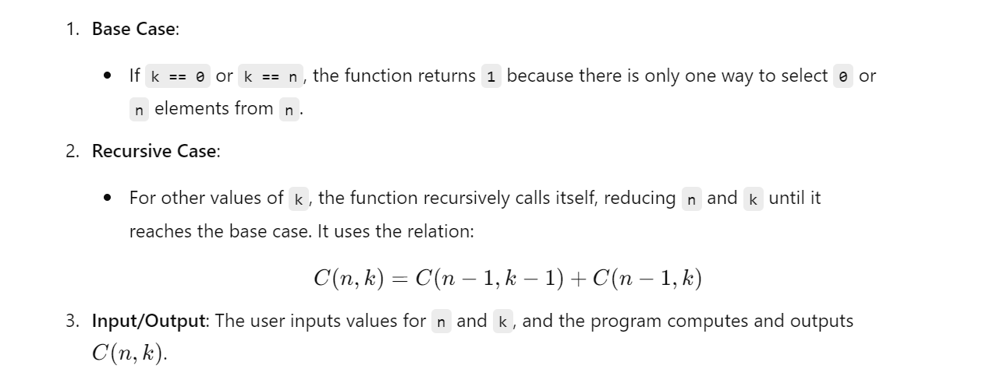 1. Base Case:
• If k == 0 or k == n, the function returns 1 because there is only one way to select 0 or
n elements from n.
2. Recursive Case:
• For other values of k, the function recursively calls itself, reducing n and k until it
reaches the base case. It uses the relation:
C(n, k) = C(n − 1, k − 1) + C(n − 1, k)
3. Input/Output: The user inputs values for n and k, and the program computes and outputs
C(n, k).